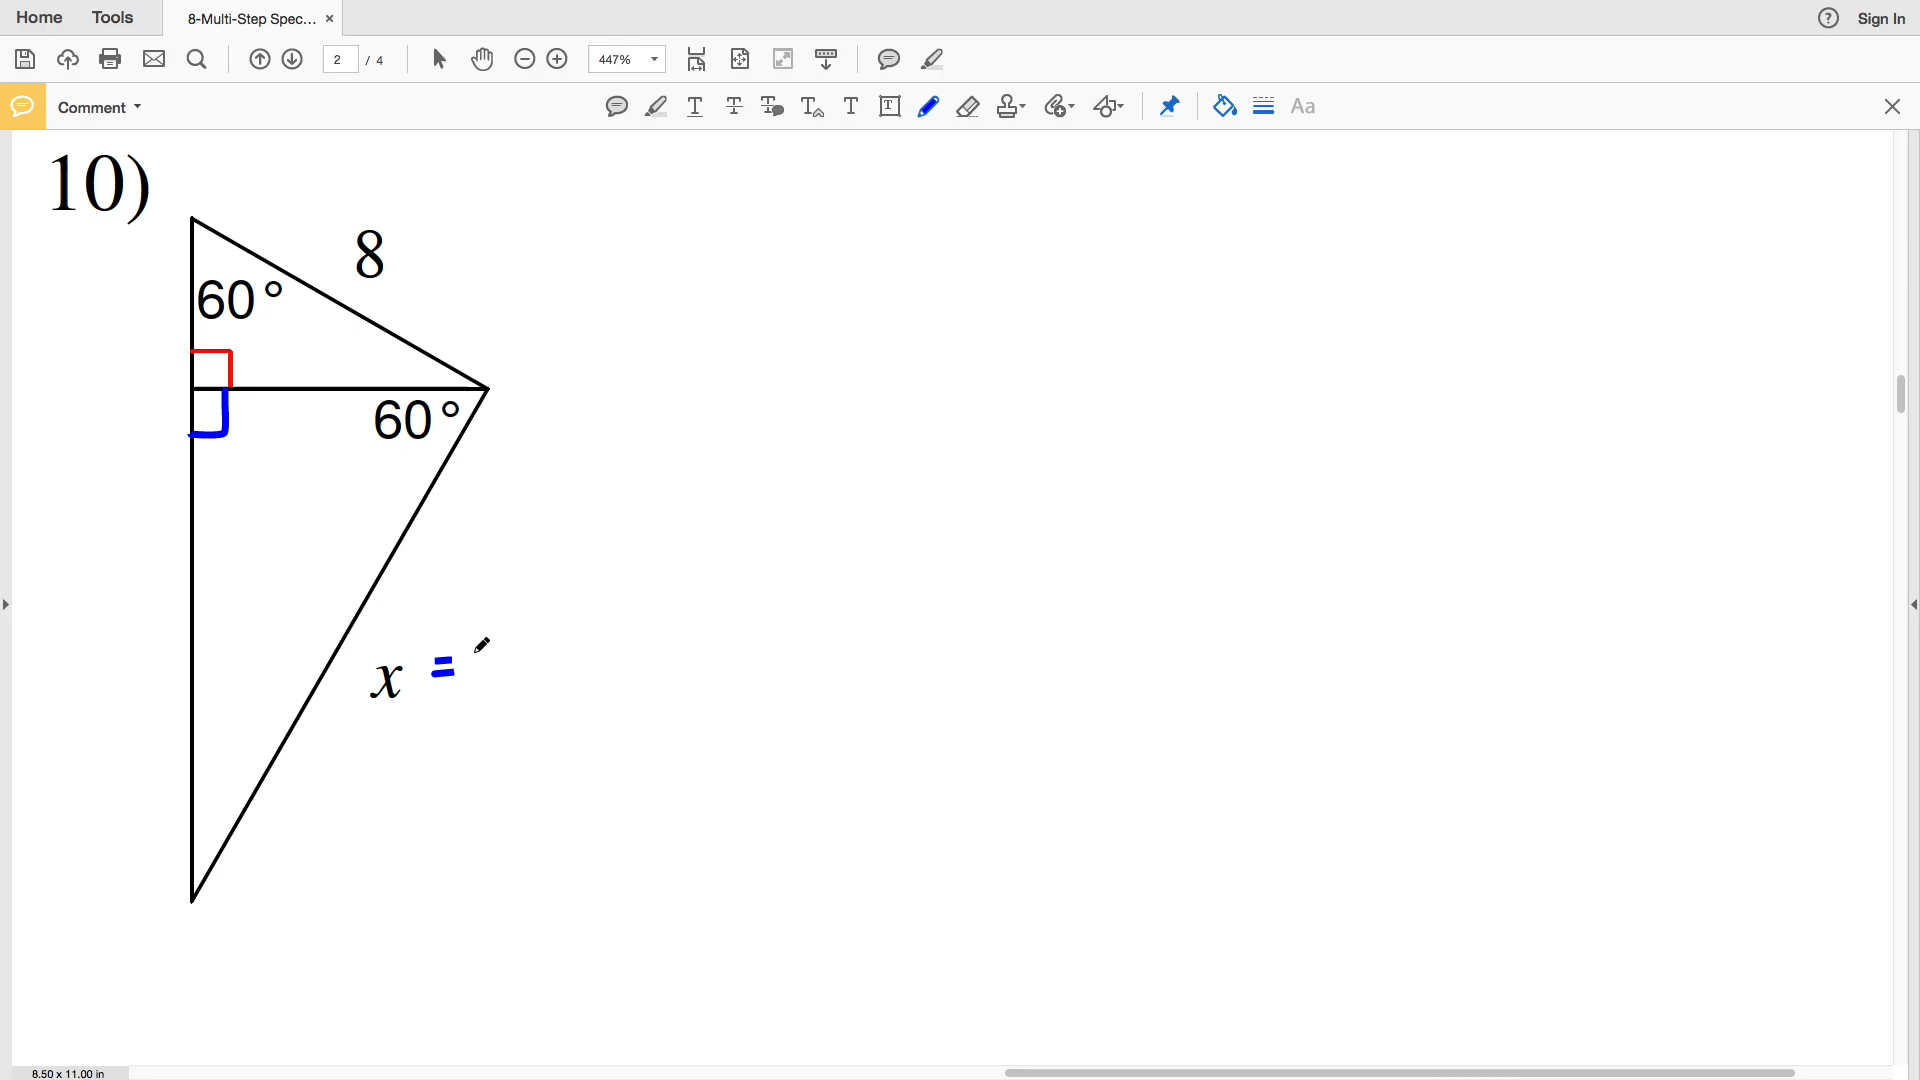 Home Tools 8-Multi-Step Spec... × ? Sign In
2 / 4 447%
Comment T T T T T T Aa
10)
8
60°
60°
x =
8.50 x 11.00 in